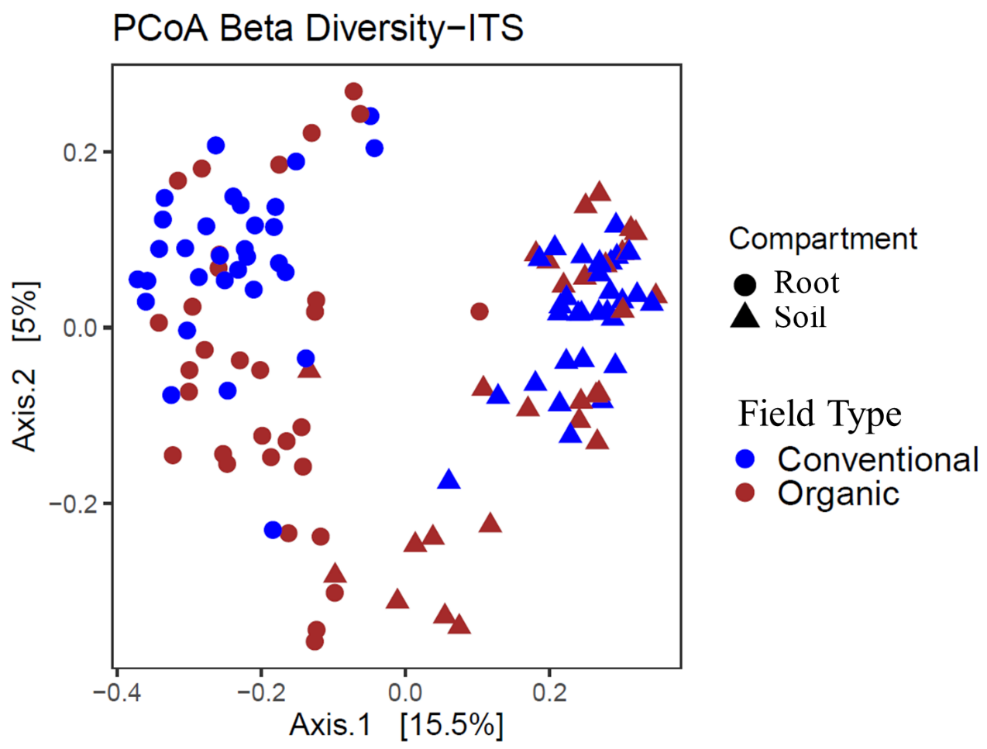 PCoA Beta Diversity−ITS
0.2
0.0
−0.2
Axis.2 [5%]
−0.4
−0.2
0.0
0.2
Axis.1 [15.5%]
Compartment
Root
Soil
Field Type
Conventional
Organic